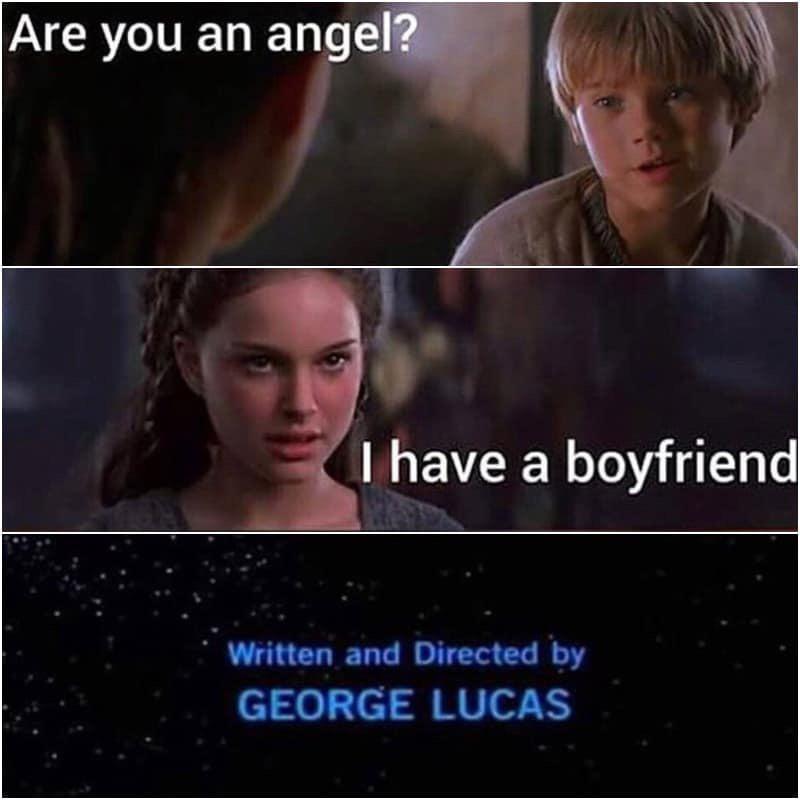 Are you an angel?
I have a boyfriend
Written and Directed by
GEORGE LUCAS